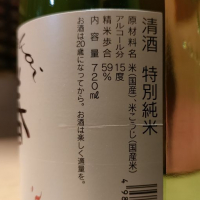 清酒 特別純米
原材料名 米(国産)、米こうじ(国産米)
アルコール分 15度
精米歩合 59%
内容量 720ml
お酒は20歳になってから。お酒は楽しく適量を。
498